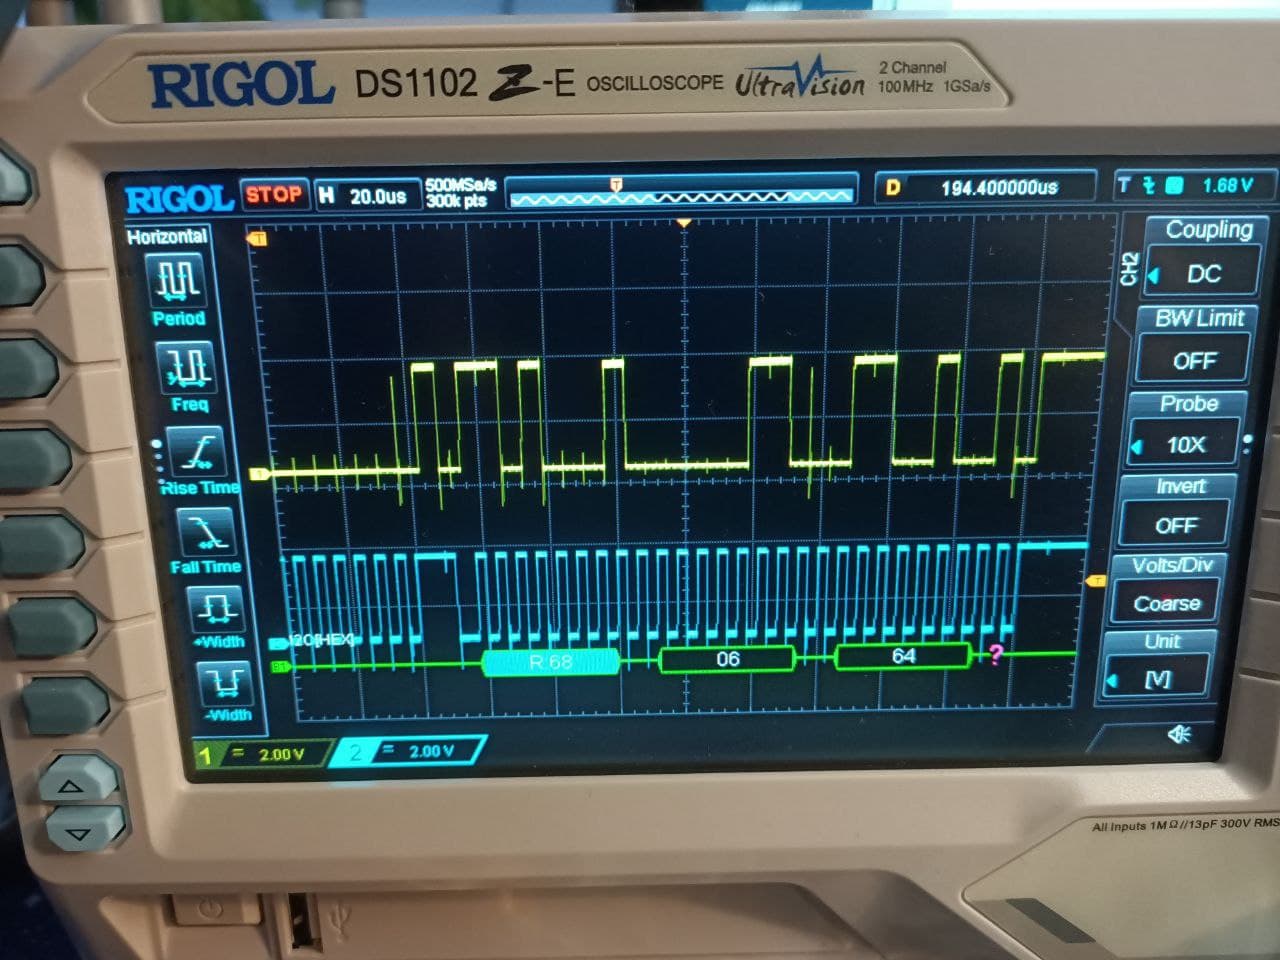 RIGOL DS1102 Z-E OSCILLOSCOPE UltraVision 2 Channel
100MHz 1GSa/s
RIGOL STOP H 20.0us 500MSa/s
300k pts
D 194.400000us T 1.68 V
Horizontal
Period
Freq
Rise Time
Fall Time
+Width
-Width
CH2
Coupling
DC
BW Limit
OFF
Probe
10X
Invert
OFF
Volts/Div
Coarse
Unit
[V]
I2C[HEX]
B1 R:68 06 64 ?
1 = 2.00 V 2 = 2.00 V
All Inputs 1MΩ//13pF 300V RMS